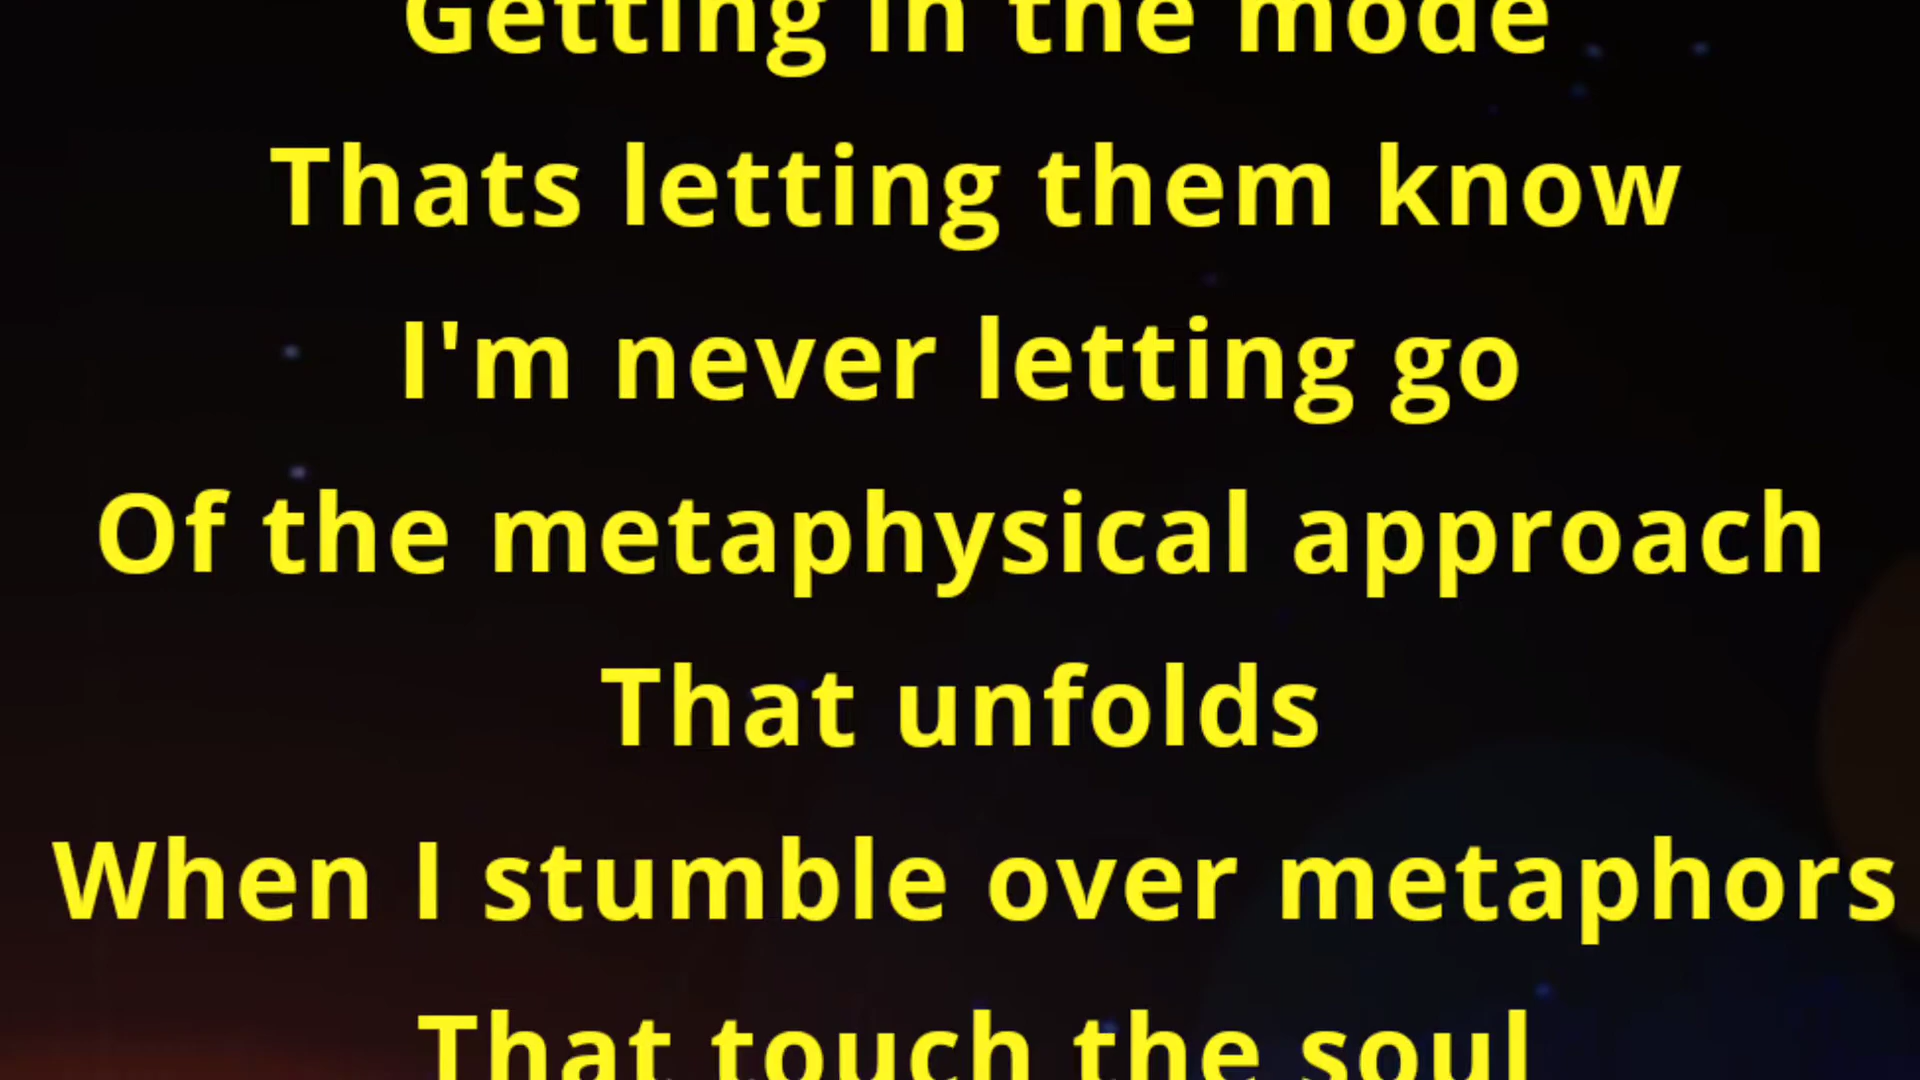 Getting in the mode
Thats letting them know
I'm never letting go
Of the metaphysical approach
That unfolds
When I stumble over metaphors
That touch the soul